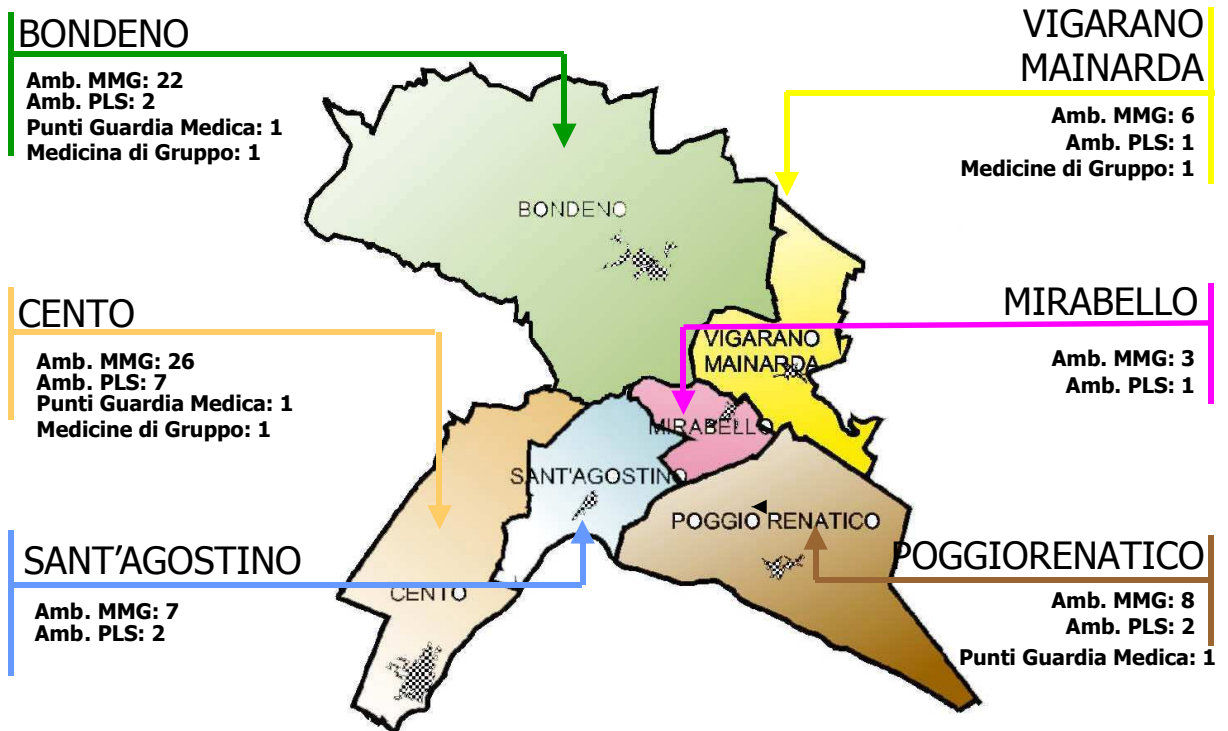 BONDENO
Amb. MMG: 22
Amb. PLS: 2
Punti Guardia Medica: 1
Medicina di Gruppo: 1
VIGARANO
MAINARDA
Amb. MMG: 6
Amb. PLS: 1
Medicine di Gruppo: 1
CENTO
Amb. MMG: 26
Amb. PLS: 7
Punti Guardia Medica: 1
Medicine di Gruppo: 1
MIRABELLO
Amb. MMG: 3
Amb. PLS: 1
SANT'AGOSTINO
Amb. MMG: 7
Amb. PLS: 2
POGGIORENATICO
Amb. MMG: 8
Amb. PLS: 2
Punti Guardia Medica: 1
BONDENO
VIGARANO
MAINARDA
MIRABELLO
SANT'AGOSTINO
POGGIO RENATICO
CENTO